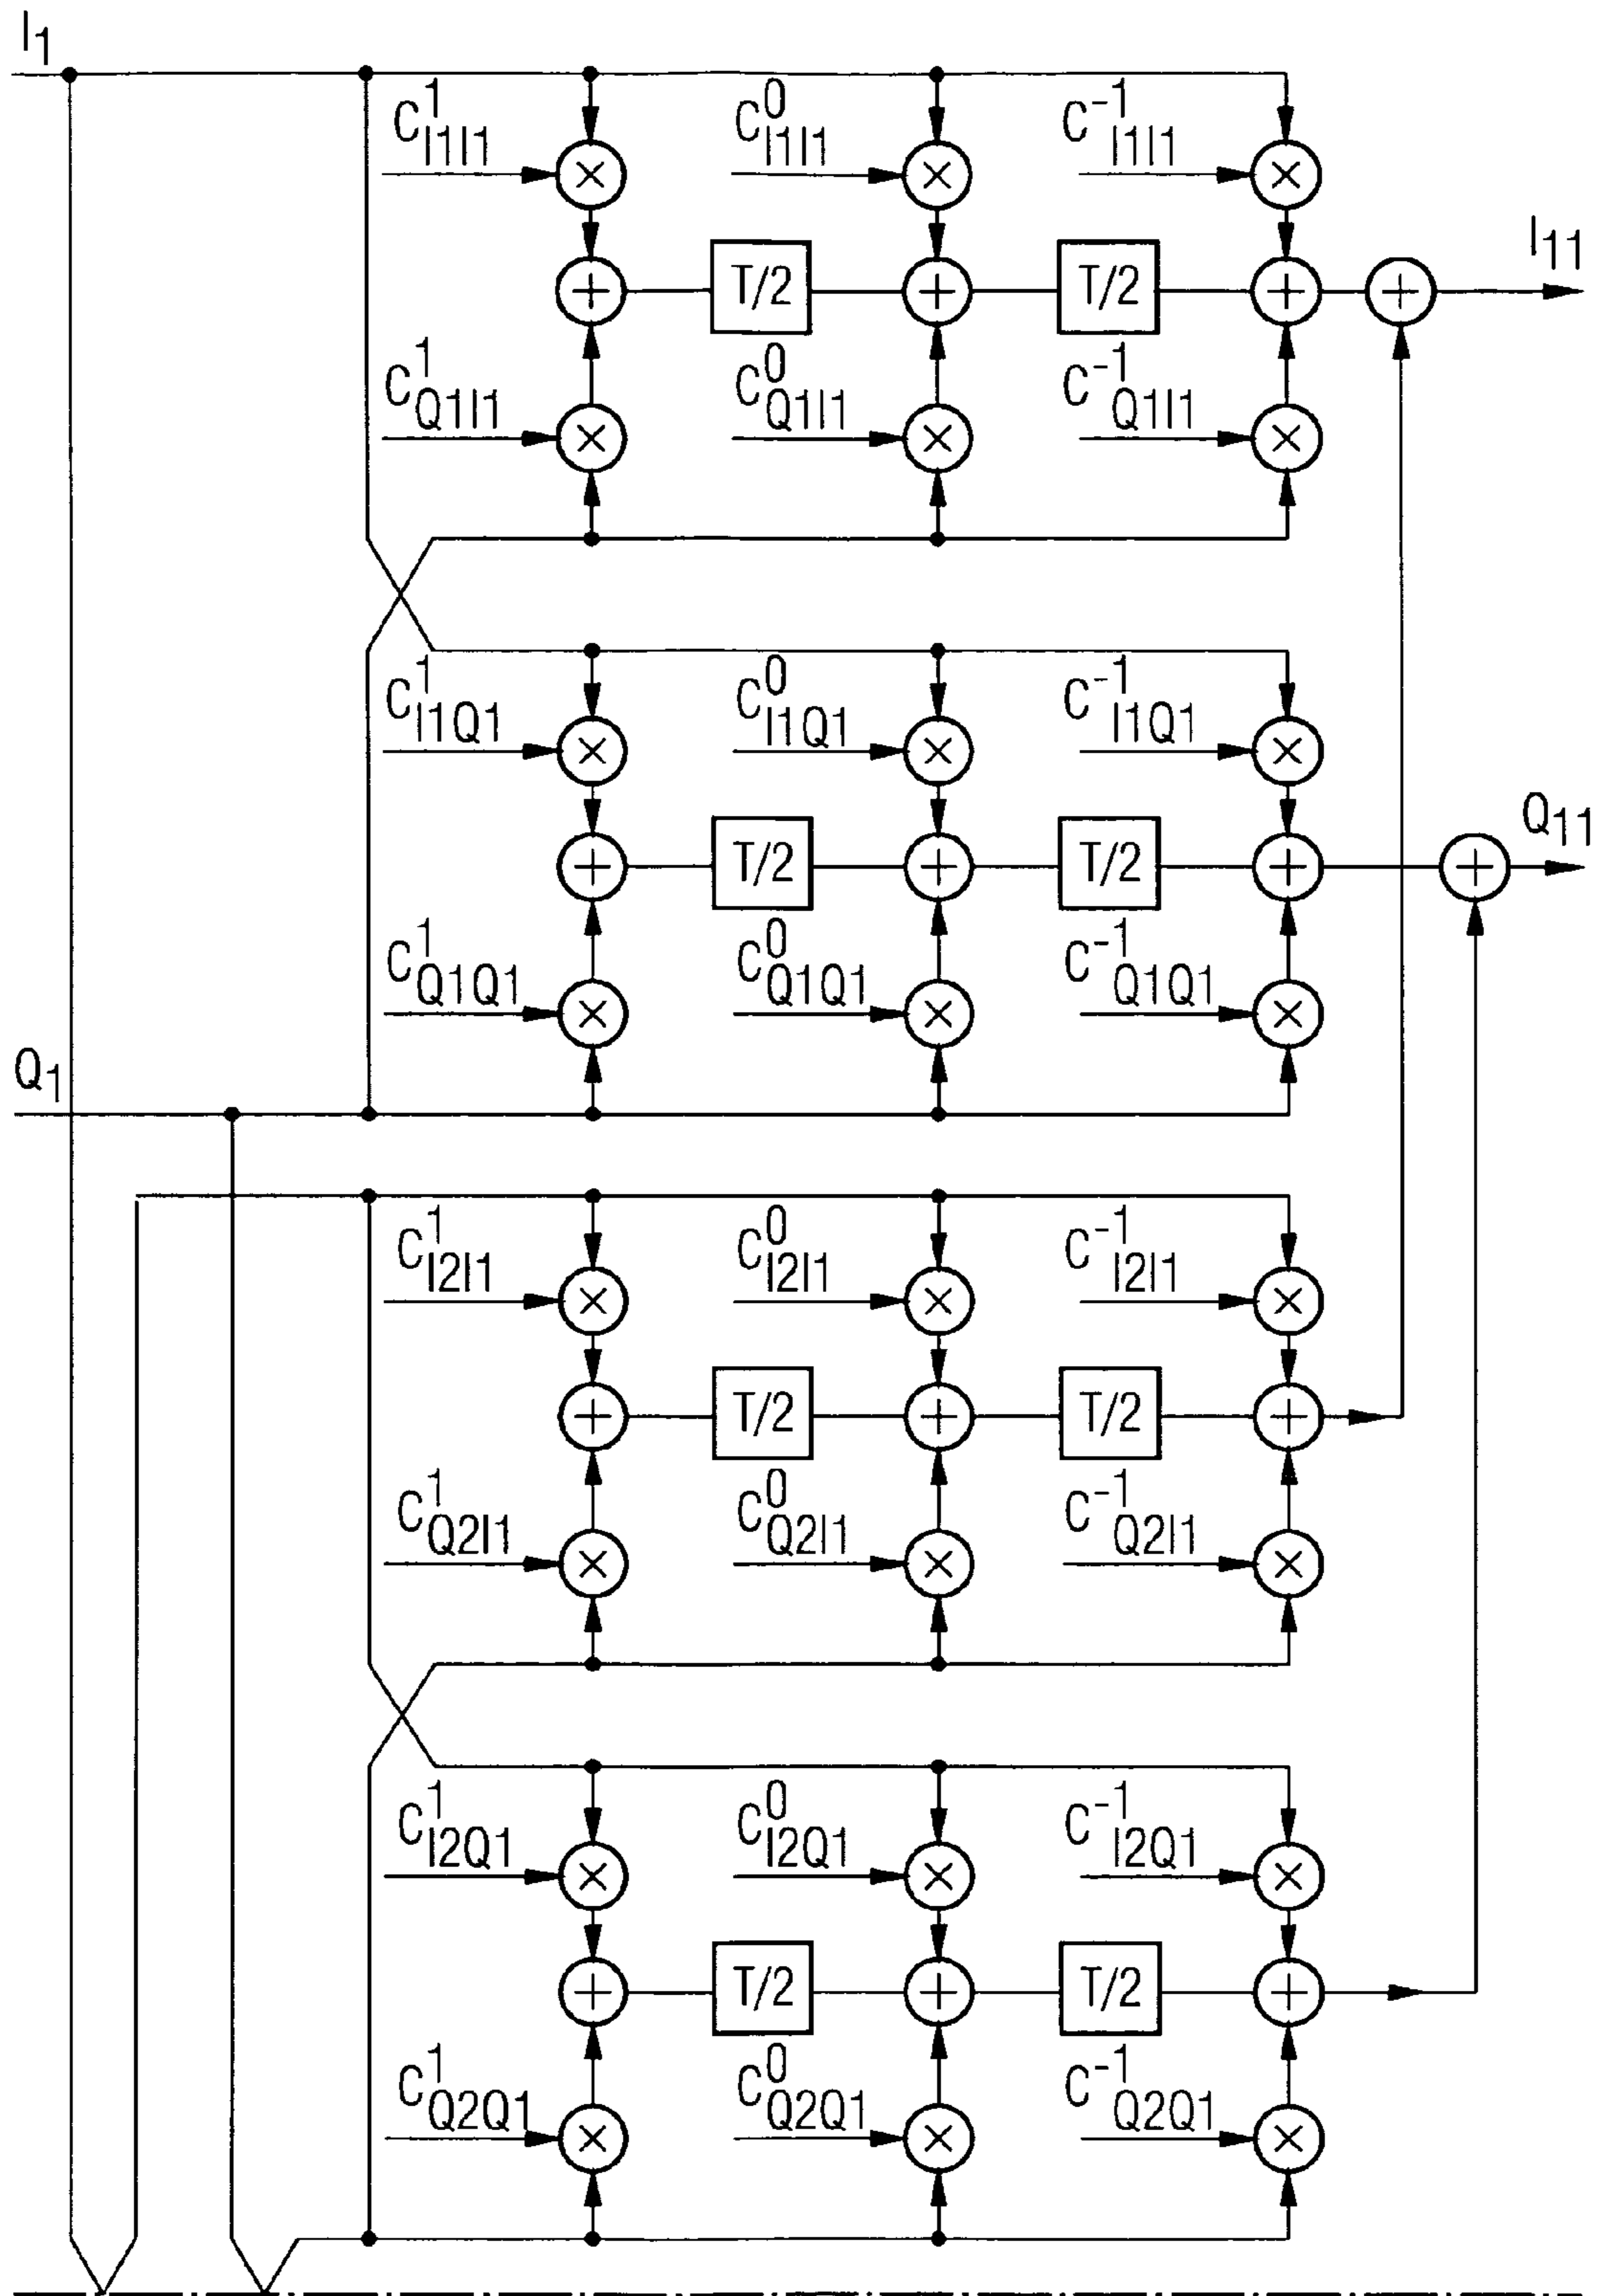 I₁
C¹I1I1 C⁰I1I1 C⁻¹I1I1
T/2 T/2 I₁₁
C¹Q1I1 C⁰Q1I1 C⁻¹Q1I1
C¹I1Q1 C⁰I1Q1 C⁻¹I1Q1
T/2 T/2 Q₁₁
C¹Q1Q1 C⁰Q1Q1 C⁻¹Q1Q1
Q₁
C¹I2I1 C⁰I2I1 C⁻¹I2I1
T/2 T/2
C¹Q2I1 C⁰Q2I1 C⁻¹Q2I1
C¹I2Q1 C⁰I2Q1 C⁻¹I2Q1
T/2 T/2
C¹Q2Q1 C⁰Q2Q1 C⁻¹Q2Q1